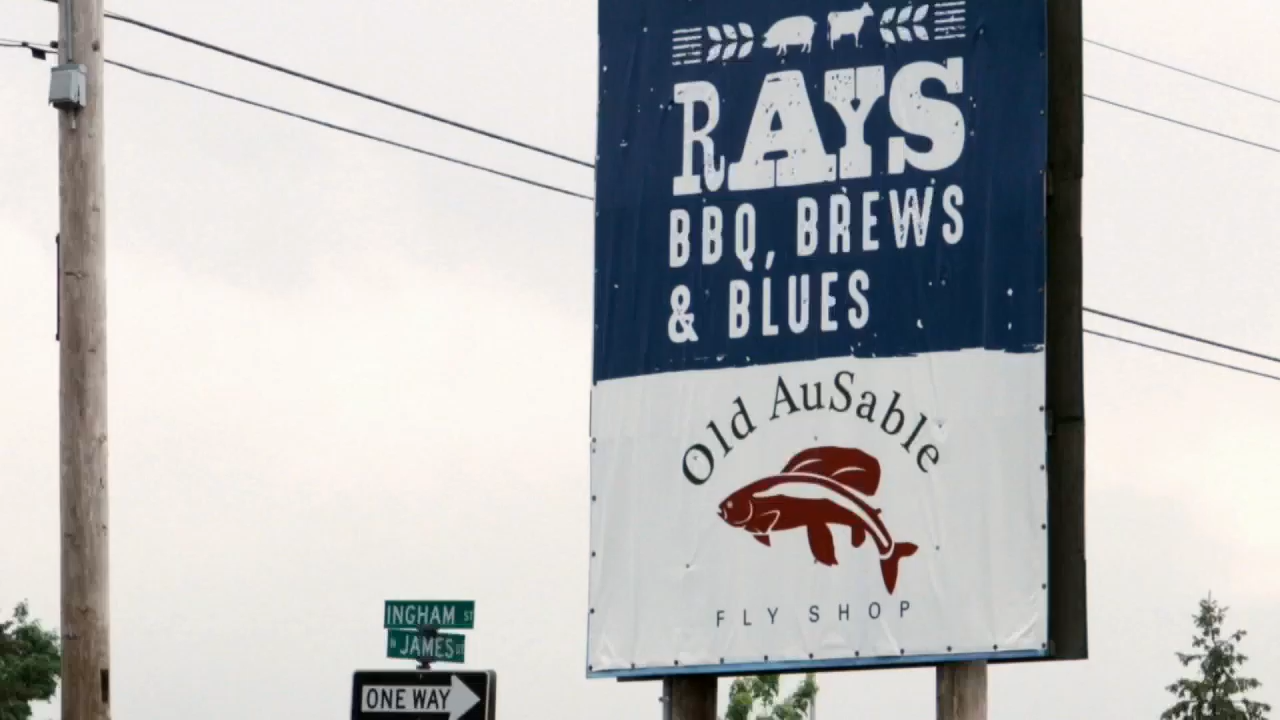 RAYS
BBQ, BREWS
& BLUES
Old AuSable
FLY SHOP
INGHAM ST
N JAMES ST
ONE WAY